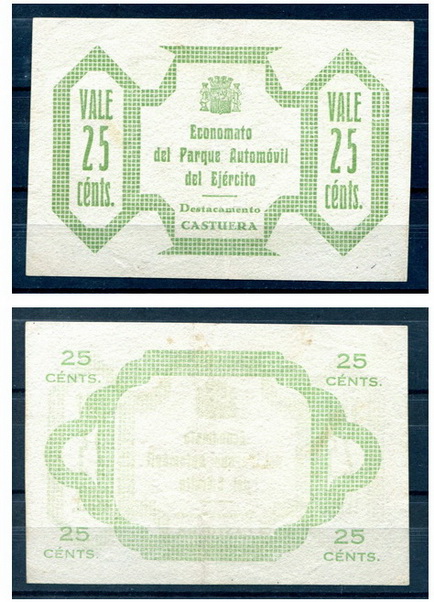 VALE
25
cénts.
Economato
del Parque Automóvil
del Ejército
Destacamento
CASTUERA
VALE
25
cénts.
25
CÉNTS.
25
CÉNTS.
25
CÉNTS.
25
CÉNTS.